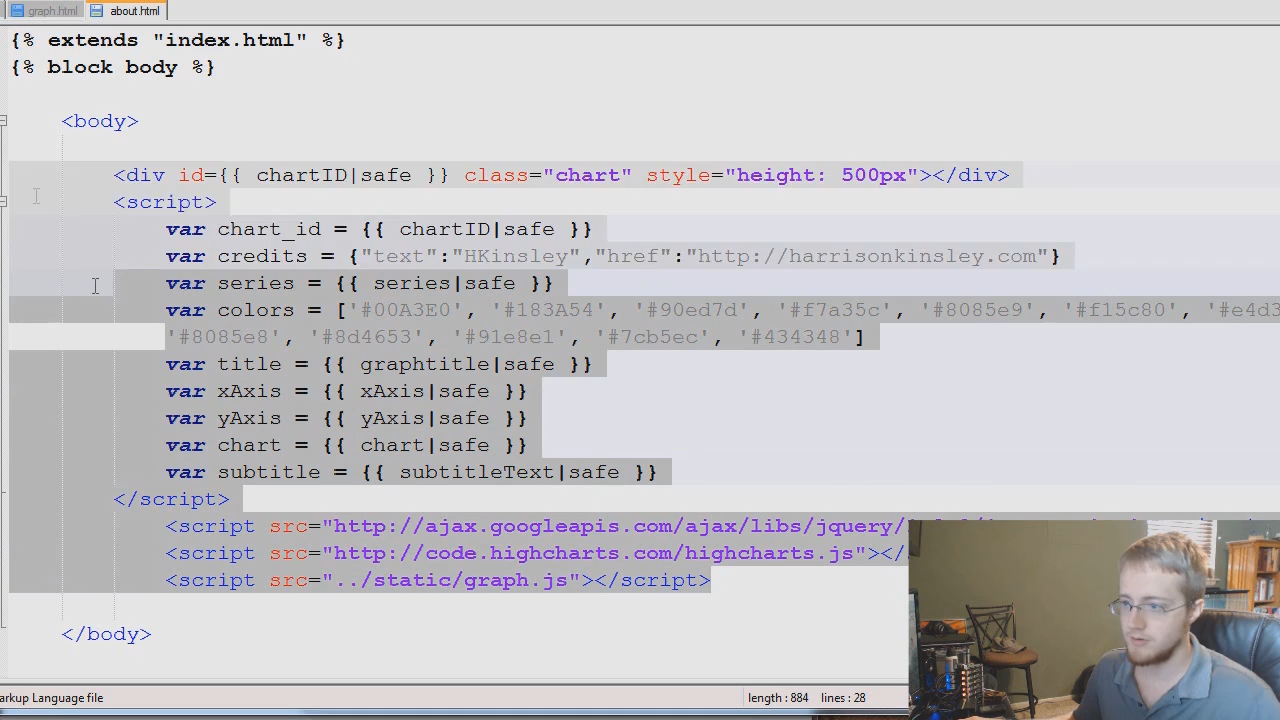 graph.html about.html
{% extends "index.html" %}
{% block body %}
<body>
<div id={{ chartID|safe }} class="chart" style="height: 500px"></div>
<script>
var chart_id = {{ chartID|safe }}
var credits = {"text":"HKinsley","href":"http://harrisonkinsley.com"}
var series = {{ series|safe }}
var colors = ['#00A3E0', '#183A54', '#90ed7d', '#f7a35c', '#8085e9', '#f15c80', '#e4d3
'#8085e8', '#8d4653', '#91e8e1', '#7cb5ec', '#434348']
var title = {{ graphtitle|safe }}
var xAxis = {{ xAxis|safe }}
var yAxis = {{ yAxis|safe }}
var chart = {{ chart|safe }}
var subtitle = {{ subtitleText|safe }}
</script>
<script src="http://ajax.googleapis.com/ajax/libs/jquery/
<script src="http://code.highcharts.com/highcharts.js"></
<script src="../static/graph.js"></script>
</body>
arkup Language file length : 884 lines : 28